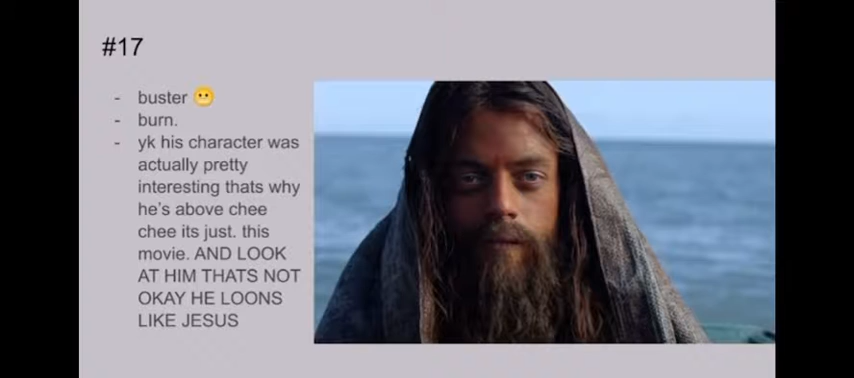 #17
- buster 😬
- burn.
- yk his character was
actually pretty
interesting thats why
he's above chee
chee its just. this
movie. AND LOOK
AT HIM THATS NOT
OKAY HE LOONS
LIKE JESUS